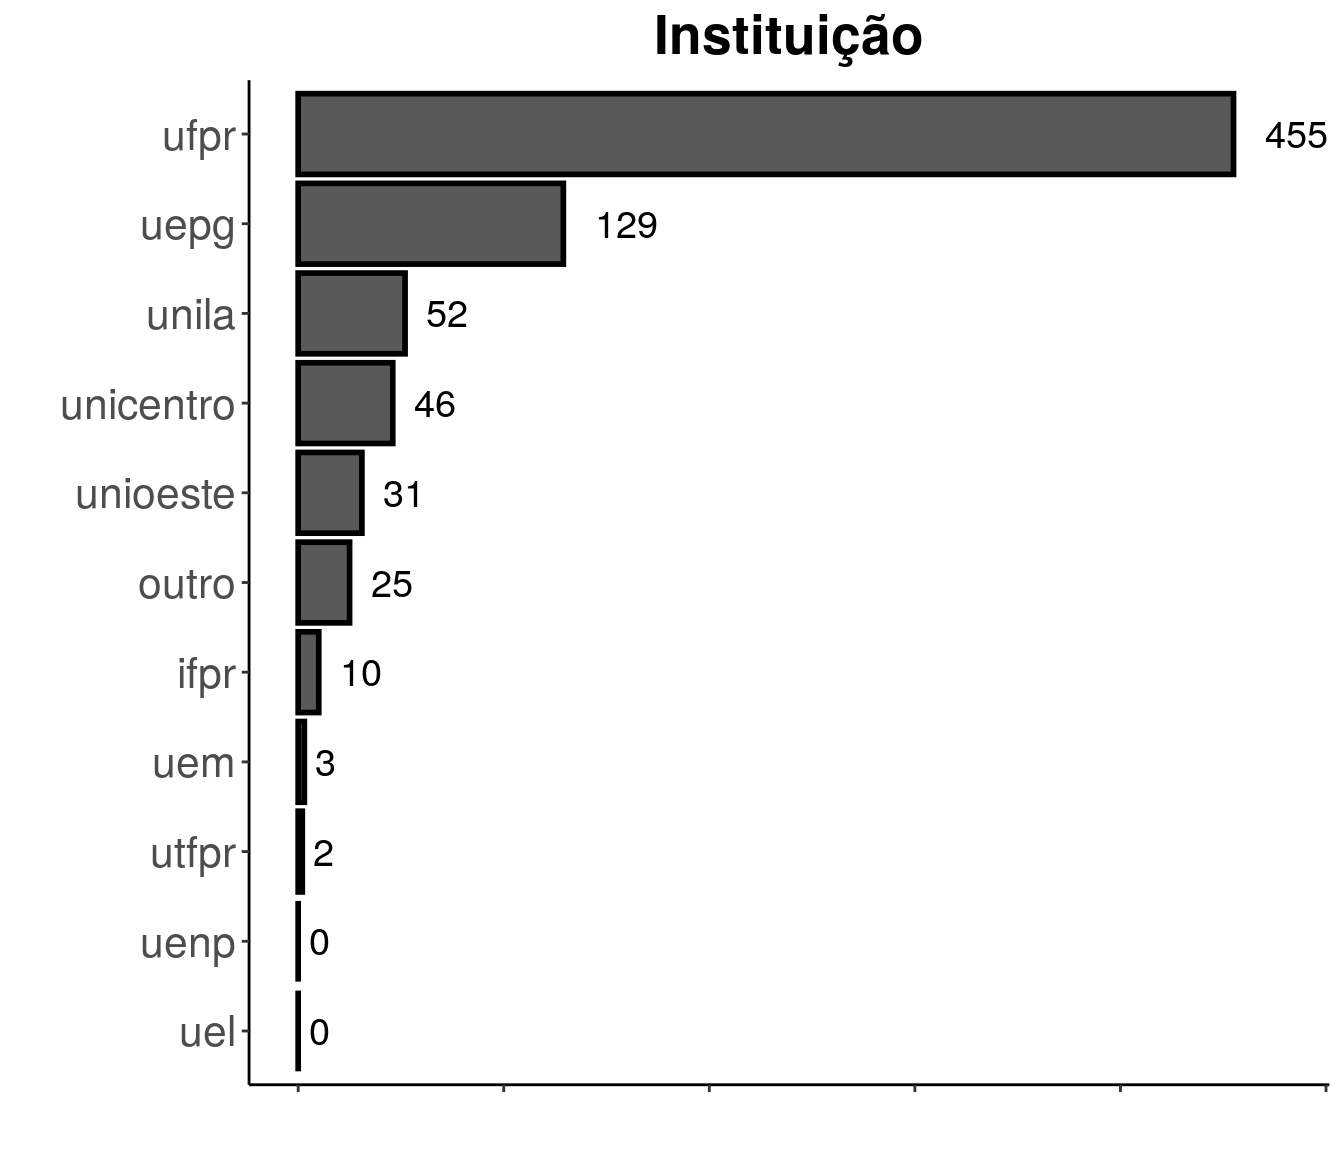 Instituição
ufpr 455
uepg 129
unila 52
unicentro 46
unioeste 31
outro 25
ifpr 10
uem 3
utfpr 2
uenp 0
uel 0